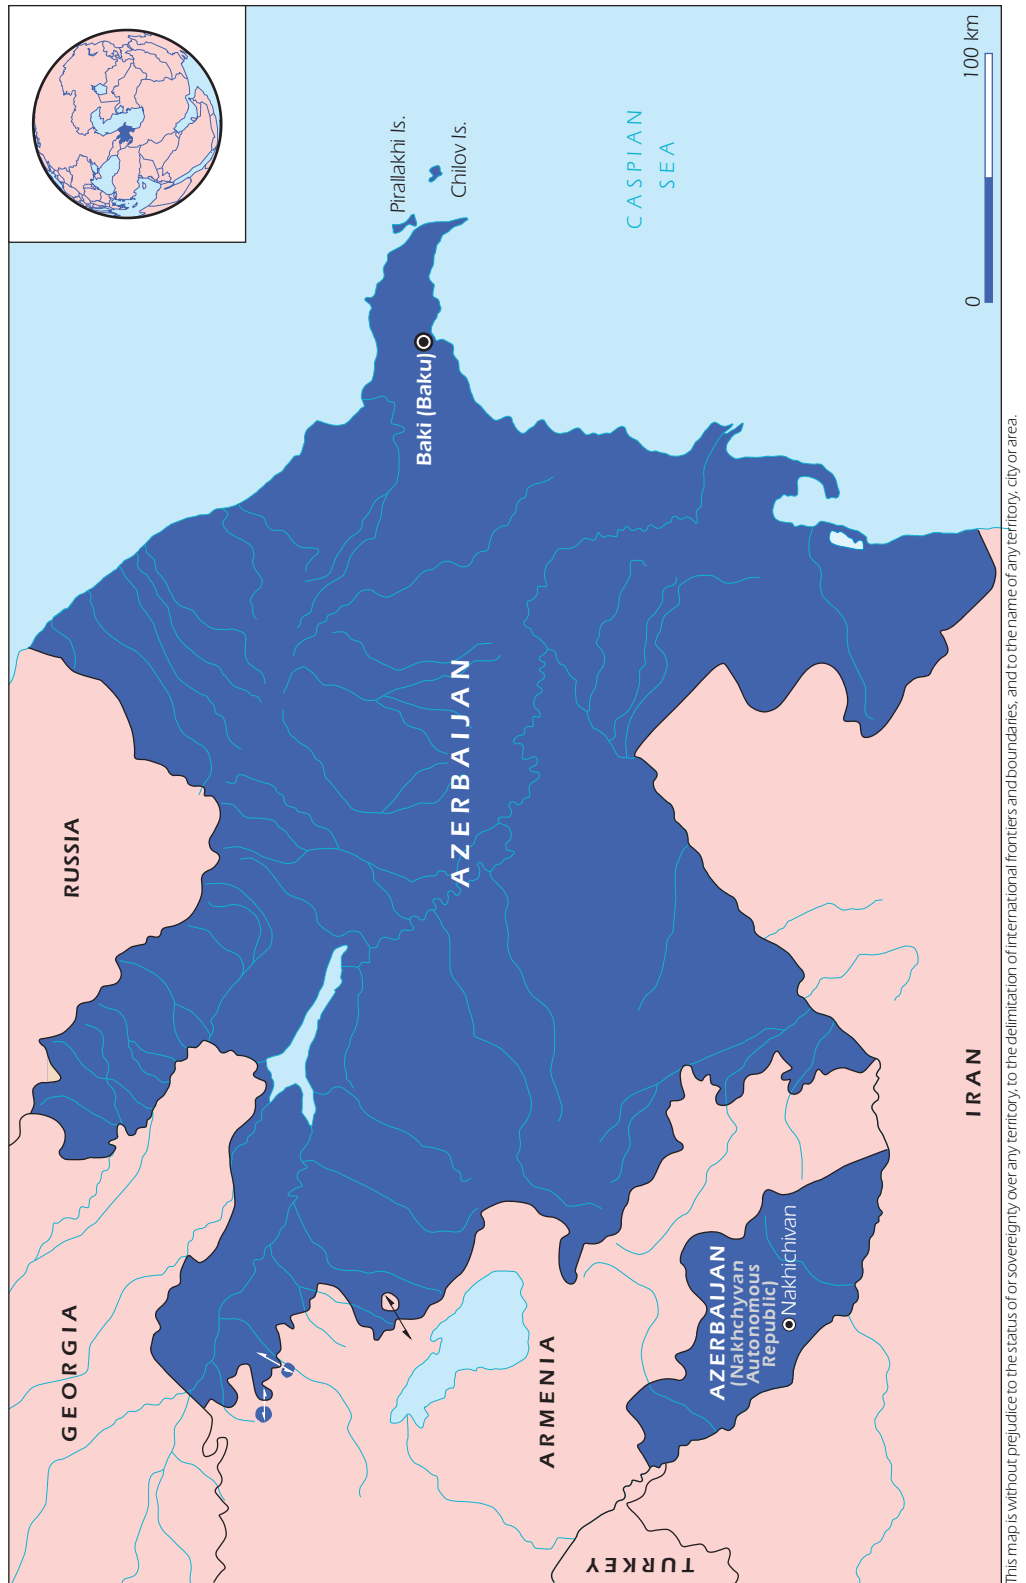 RUSSIA
GEORGIA
Pirallakhi Is.
Chilov Is.
Baki (Baku)
AZERBAIJAN
CASPIAN
SEA
ARMENIA
TURKEY
AZERBAIJAN
(Nakhchyvan
Autonomous
Republic)
Nakhichivan
IRAN
0
100 km
This map is without prejudice to the status of or sovereignty over any territory, to the delimitation of international frontiers and boundaries, and to the name of any territory, city or area.